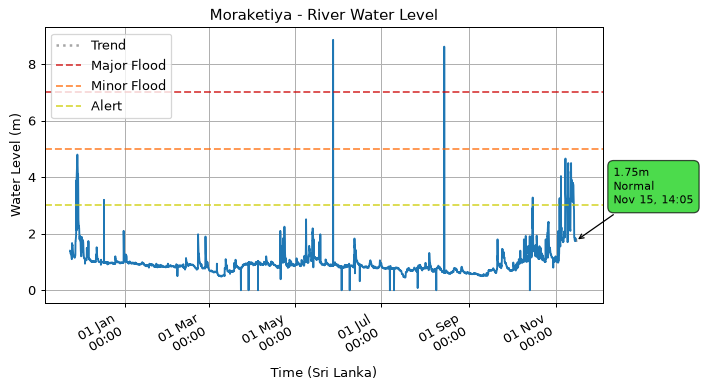 Moraketiya - River Water Level
Trend
Major Flood
Minor Flood
Alert
Water Level (m)
8
6
4
2
0
1.75m
Normal
Nov 15, 14:05
01 Jan
00:00
01 Mar
00:00
01 May
00:00
01 Jul
00:00
01 Sep
00:00
01 Nov
00:00
Time (Sri Lanka)